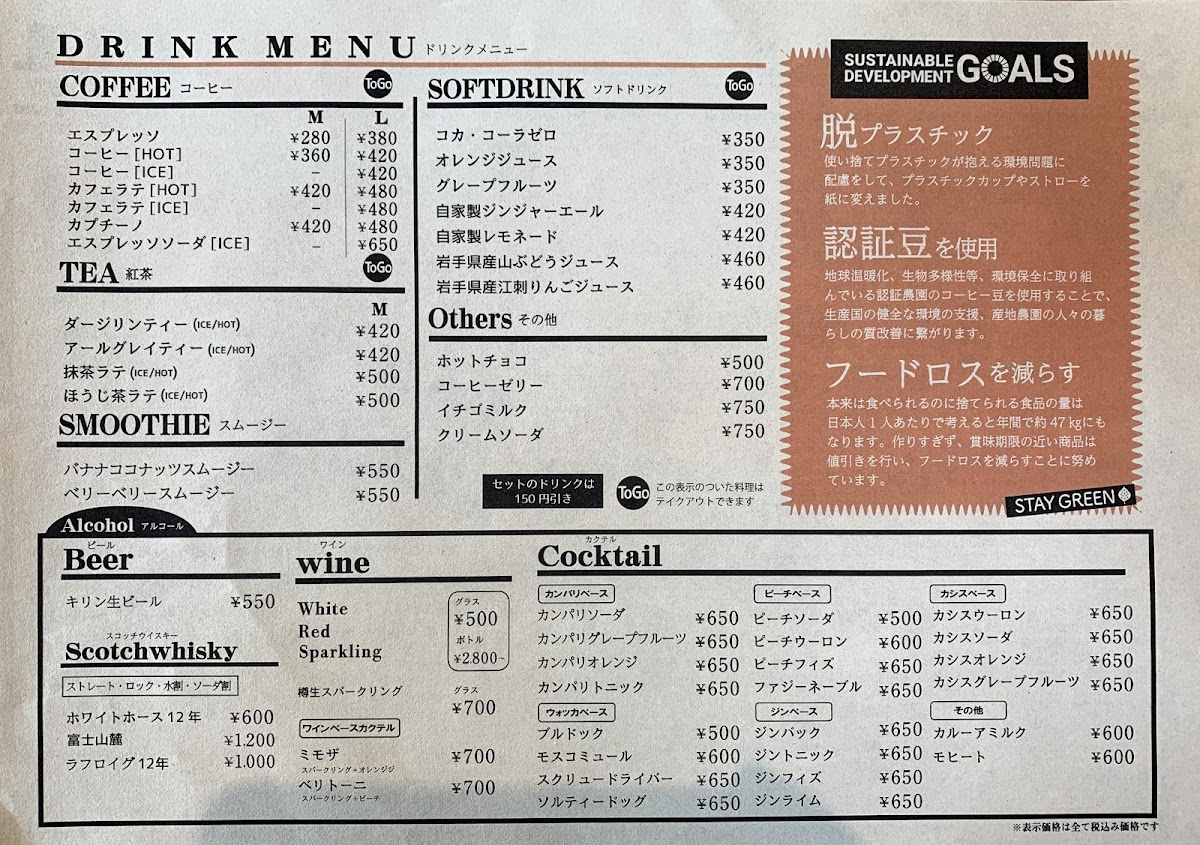 DRINK MENU ドリンクメニュー
COFFEE コーヒー ToGo
M L
エスプレッソ ¥280 ¥380
コーヒー [HOT] ¥360 ¥420
コーヒー [ICE] – ¥420
カフェラテ [HOT] ¥420 ¥480
カフェラテ [ICE] – ¥480
カプチーノ ¥420 ¥480
エスプレッソソーダ [ICE] – ¥650
TEA 紅茶 ToGo
M
ダージリンティー (ICE/HOT) ¥420
アールグレイティー (ICE/HOT) ¥420
抹茶ラテ (ICE/HOT) ¥500
ほうじ茶ラテ (ICE/HOT) ¥500
SMOOTHIE スムージー
バナナココナッツスムージー ¥550
ベリーベリースムージー ¥550
SOFTDRINK ソフトドリンク ToGo
コカ・コーラゼロ ¥350
オレンジジュース ¥350
グレープフルーツ ¥350
自家製ジンジャーエール ¥420
自家製レモネード ¥420
岩手県産山ぶどうジュース ¥460
岩手県産江刺りんごジュース ¥460
Others その他
ホットチョコ ¥500
コーヒーゼリー ¥700
イチゴミルク ¥750
クリームソーダ ¥750
セットのドリンクは
150 円引き
ToGo この表示のついた料理は
テイクアウトできます
SUSTAINABLE
DEVELOPMENT GOALS
脱プラスチック
使い捨てプラスチックが抱える環境問題に
配慮をして、プラスチックカップやストローを
紙に変えました。
認証豆を使用
地球温暖化、生物多様性等、環境保全に取り組
んでいる認証農園のコーヒー豆を使用することで、
生産国の健全な環境の支援、産地農園の人々の暮
らしの質改善に繋がります。
フードロスを減らす
本来は食べられるのに捨てられる食品の量は
日本人 1 人あたりで考えると年間で約 47 kgにも
なります。作りすぎず、賞味期限の近い商品は
値引きを行い、フードロスを減らすことに努め
ています。
STAY GREEN
Alcohol アルコール
ビール
Beer
キリン生ビール ¥550
スコッチウイスキー
Scotchwhisky
ストレート・ロック・水割・ソーダ割
ホワイトホース 12 年 ¥600
富士山麓 ¥1.200
ラフロイグ 12年 ¥1.000
ワイン
wine
White
Red
Sparkling
グラス
¥500
ボトル
¥2.800~
樽生スパークリング グラス
¥700
ワインベースカクテル
ミモザ ¥700
スパークリング+オレンジジ
ベリトーニ ¥700
スパークリング+ピーチ
カクテル
Cocktail
カンパリベース
カンパリソーダ ¥650
カンパリグレープフルーツ ¥650
カンパリオレンジ ¥650
カンパリトニック ¥650
ウォッカベース
ブルドック ¥500
モスコミュール ¥600
スクリュードライバー ¥650
ソルティードッグ ¥650
ピーチベース
ピーチソーダ ¥500
ピーチウーロン ¥600
ピーチフィズ ¥650
ファジーネーブル ¥650
ジンベース
ジンバック ¥650
ジントニック ¥650
ジンフィズ ¥650
ジンライム ¥650
カシスベース
カシスウーロン ¥650
カシスソーダ ¥650
カシスオレンジ ¥650
カシスグレープフルーツ ¥650
その他
カルーアミルク ¥600
モヒート ¥600
※表示価格は全て税込み価格です